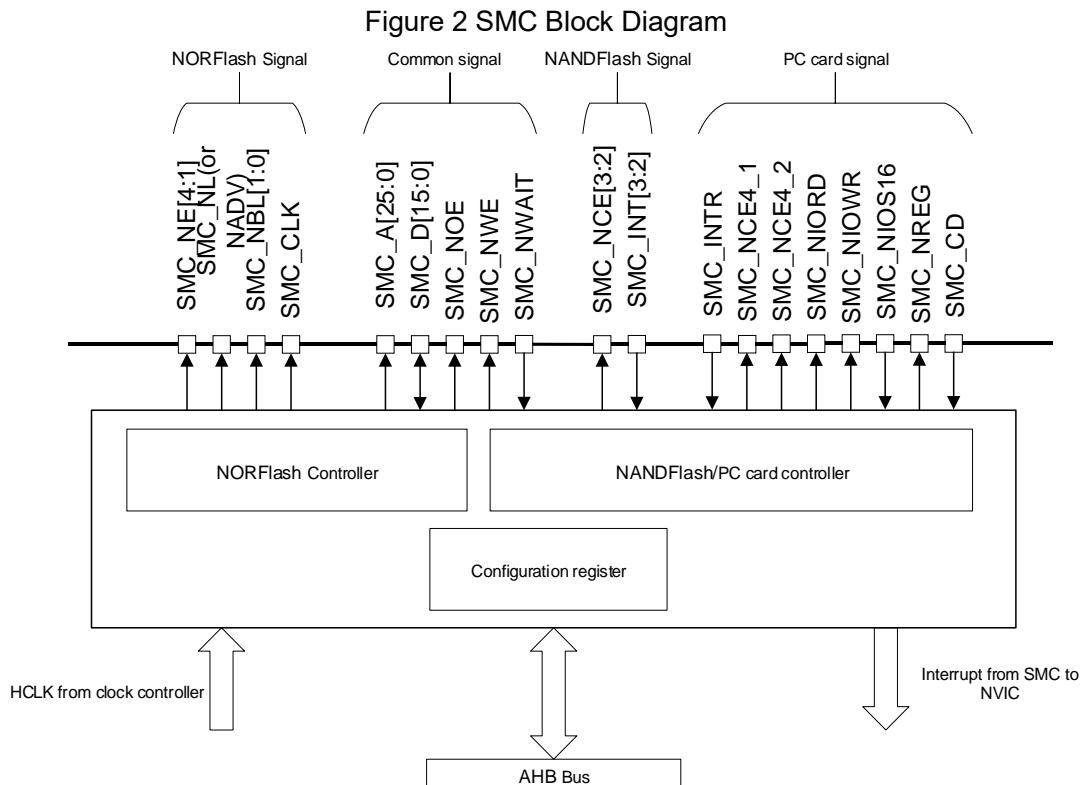 Figure 2 SMC Block Diagram
NORFlash Signal
Common signal
NANDFlash Signal
PC card signal
SMC_NE[4:1]
SMC_NL(or
NADV)
SMC_NBL[1:0]
SMC_CLK
SMC_A[25:0]
SMC_D[15:0]
SMC_NOE
SMC_NWE
SMC_NWAIT
SMC_NCE[3:2]
SMC_INT[3:2]
SMC_INTR
SMC_NCE4_1
SMC_NCE4_2
SMC_NIORD
SMC_NIOWR
SMC_NIOS16
SMC_NREG
SMC_CD
NORFlash Controller
NANDFlash/PC card controller
Configuration register
HCLK from clock controller
Interrupt from SMC to
NVIC
AHB Bus